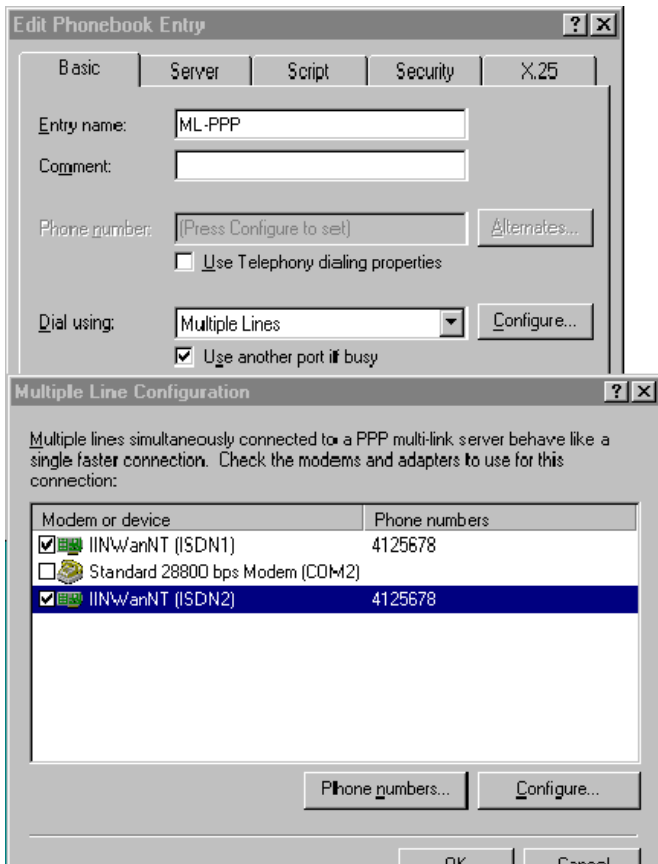 Edit Phonebook Entry
Basic Server Script Security X.25
Entry name: ML-PPP
Comment:
Phone number: (Press Configure to set) Alternates...
Use Telephony dialing properties
Dial using: Multiple Lines Configure...
Use another port if busy
Multiple Line Configuration
Multiple lines simultaneously connected to a PPP multi-link server behave like a
single faster connection. Check the modems and adapters to use for this
connection:
Modem or device Phone numbers
IINWanNT (ISDN1) 4125678
Standard 28800 bps Modem (COM2)
IINWanNT (ISDN2) 4125678
Phone numbers... Configure...
OK Cancel